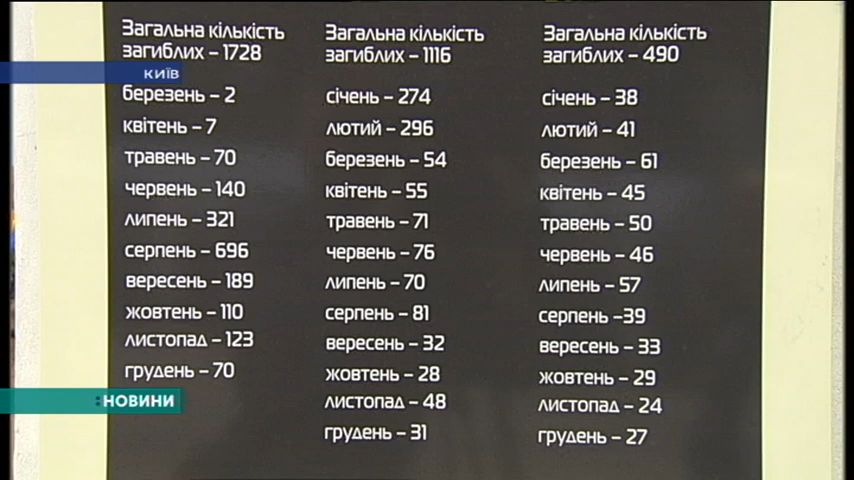 Загальна кількість
загиблих – 1728
березень – 2
квітень – 7
травень – 70
червень – 140
липень – 321
серпень – 696
вересень – 189
жовтень – 110
листопад – 123
грудень – 70
Загальна кількість
загиблих – 1116
січень – 274
лютий – 296
березень – 54
квітень – 55
травень – 71
червень – 76
липень – 70
серпень – 81
вересень – 32
жовтень – 28
листопад – 48
грудень – 31
Загальна кількість
загиблих – 490
січень – 38
лютий – 41
березень – 61
квітень – 45
травень – 50
червень – 46
липень – 57
серпень –39
вересень – 33
жовтень – 29
листопад – 24
грудень – 27
КИЇВ
:НОВИНИ